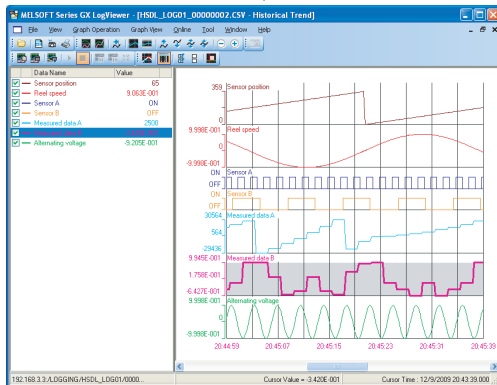 MELSOFT Series GX LogViewer - [HSDL_LOG01_00000002.CSV - Historical Trend]
File View Graph Operation Graph View Online Tool Window Help
Data Name Value
Sensor position 65
Reel speed 9.063E-001
Sensor A ON
Sensor B OFF
Measured data A 2500
Measured data B
Alternating voltage -9.205E-001
359 Sensor position
0
9.998E-001 Reel speed
0
-9.998E-001
ON Sensor A
OFF
ON Sensor B
OFF
30564 Measured data A
564
-29436
9.945E-001 Measured data B
1.758E-001
-6.427E-001
9.998E-001 Alternating voltage
0
-9.998E-001
20:44:59 20:45:07 20:45:15 20:45:23 20:45:31 20:45:39
192.168.3.3:/LOGGING/HSDL_LOG01/0000... Cursor Value = -3.420E-001 Cursor Time : 12/9/2009 20:43:39.000